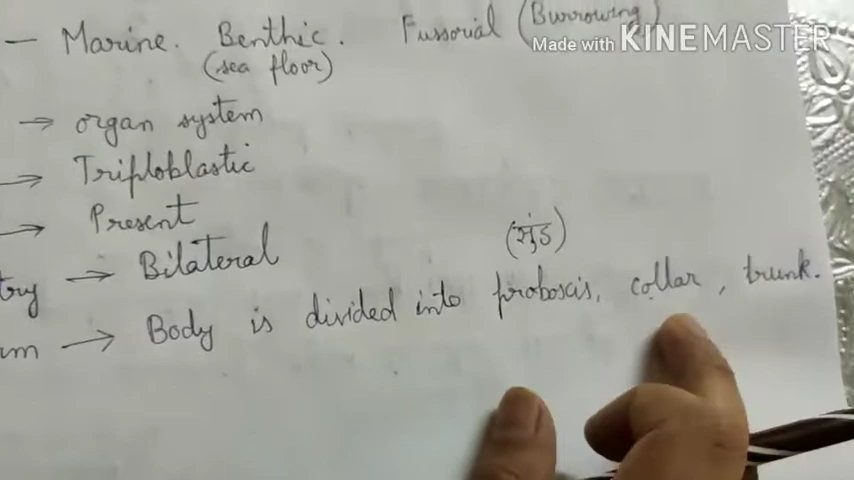 — Marine. Benthic. Fussorial (Burrowing)
(sea floor)
Made with KINEMASTER
→ organ system
→ Triploblastic
→ Present
try → Bilateral
(सुंड)
um → Body is divided into proboscis, collar, trunk.